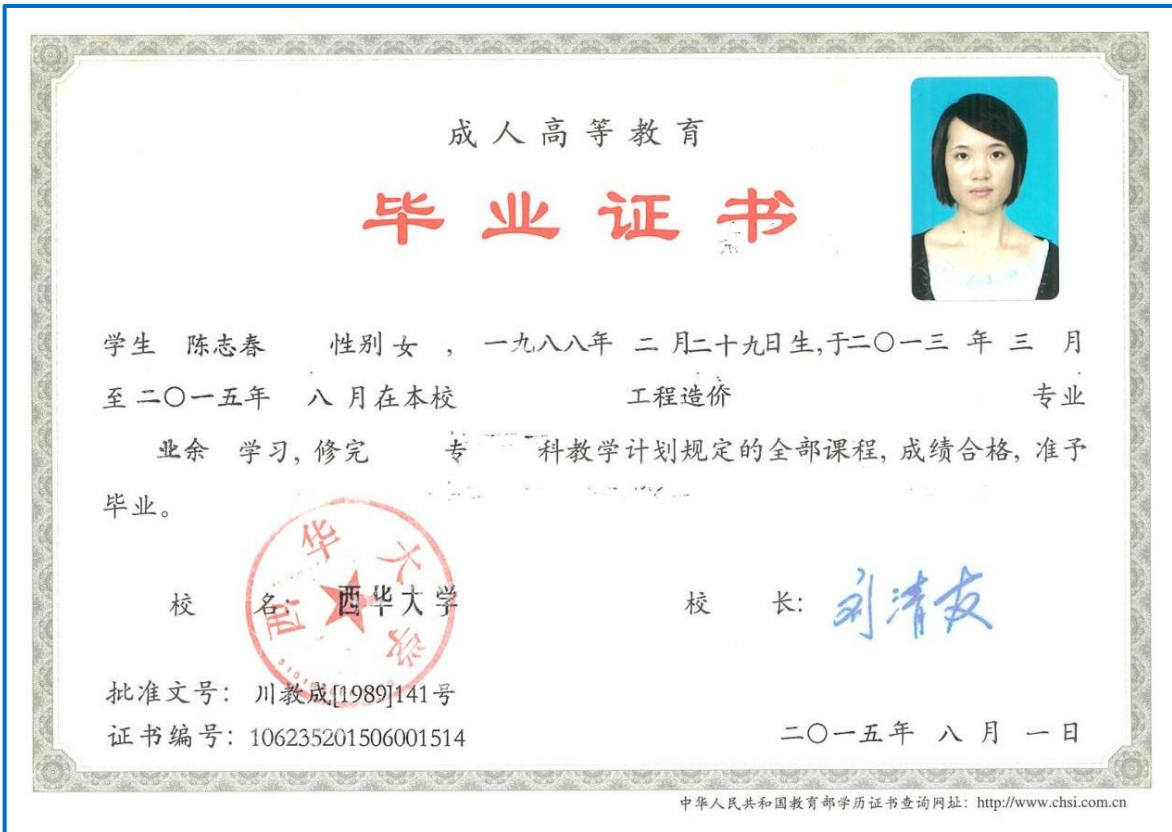 成人高等教育
毕业证书
学生 陈志春 性别 女 , 一九八八年 二 月二十九日生,于二〇一三 年 三 月
至 二〇一五年 八 月在本校 工程造价 专业
业余 学习, 修完 专 科教学计划规定的全部课程, 成绩合格, 准予
毕业。
西华大学
校 名: 西华大学 校 长: 刘清友
批准文号: 川教成[1989]141号
证书编号: 106235201506001514 二〇一五年 八 月 一 日
中华人民共和国教育部学历证书查询网址: http://www.chsi.com.cn